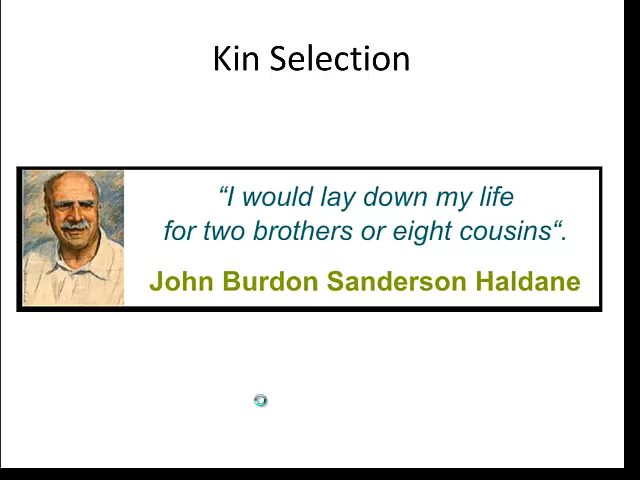 Kin Selection
“I would lay down my life
for two brothers or eight cousins“.
John Burdon Sanderson Haldane